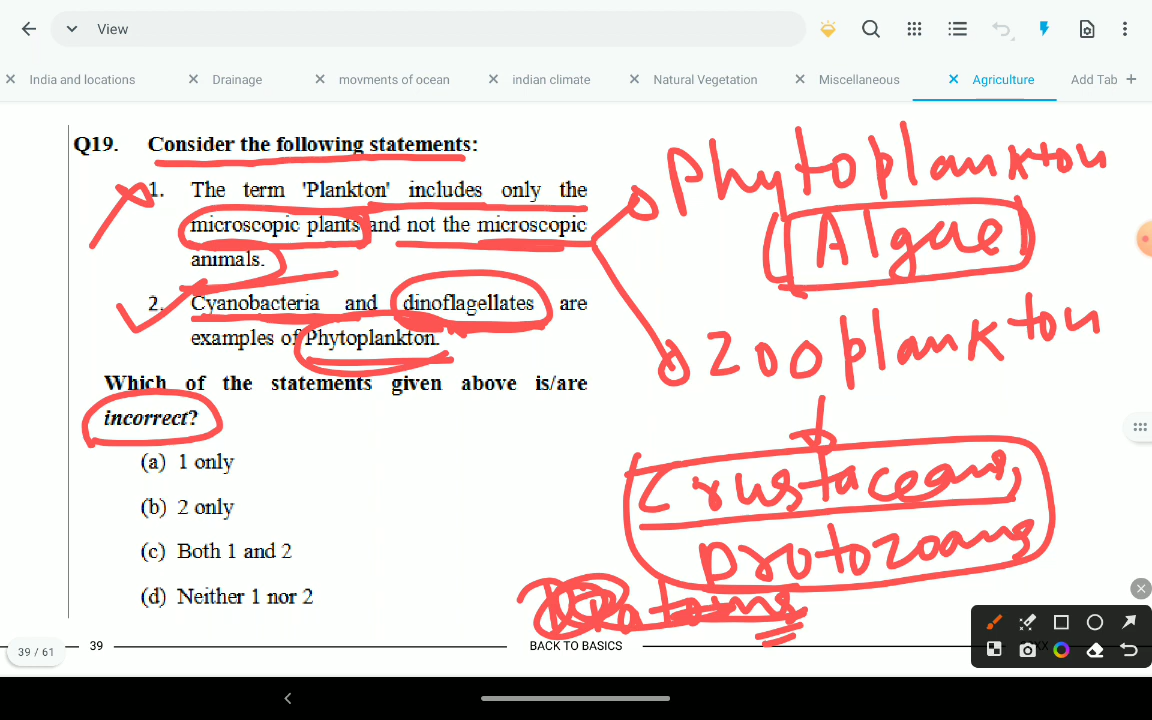 View
India and locations
Drainage
movments of ocean
indian climate
Natural Vegetation
Miscellaneous
Agriculture
Add Tab +
Q19. Consider the following statements:
1. The term 'Plankton' includes only the
microscopic plants and not the microscopic
animals.
2. Cyanobacteria and dinoflagellates are
examples of Phytoplankton.
Which of the statements given above is/are
incorrect?
(a) 1 only
(b) 2 only
(c) Both 1 and 2
(d) Neither 1 nor 2
Phytoplankton
(Algae)
Zooplankton
Crustaceans,
protozoans
39 / 61
39
BACK TO BASICS